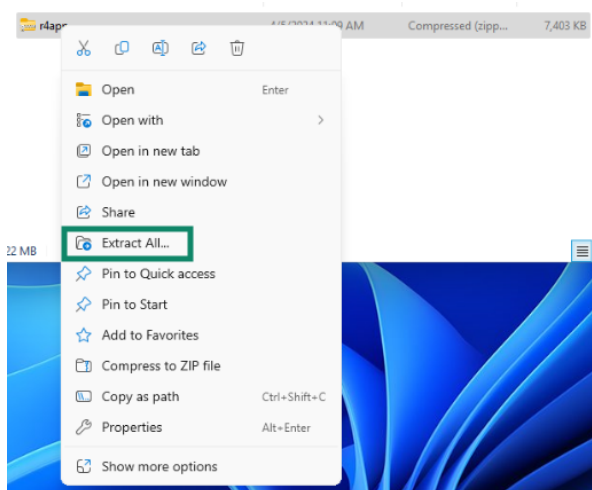 4/5/2024 11:09 AM Compressed (zipp... 7,403 KB
Open Enter
Open with
Open in new tab
Open in new window
Share
Extract All...
22 MB
Pin to Quick access
Pin to Start
Add to Favorites
Compress to ZIP file
Copy as path Ctrl+Shift+C
Properties Alt+Enter
Show more options